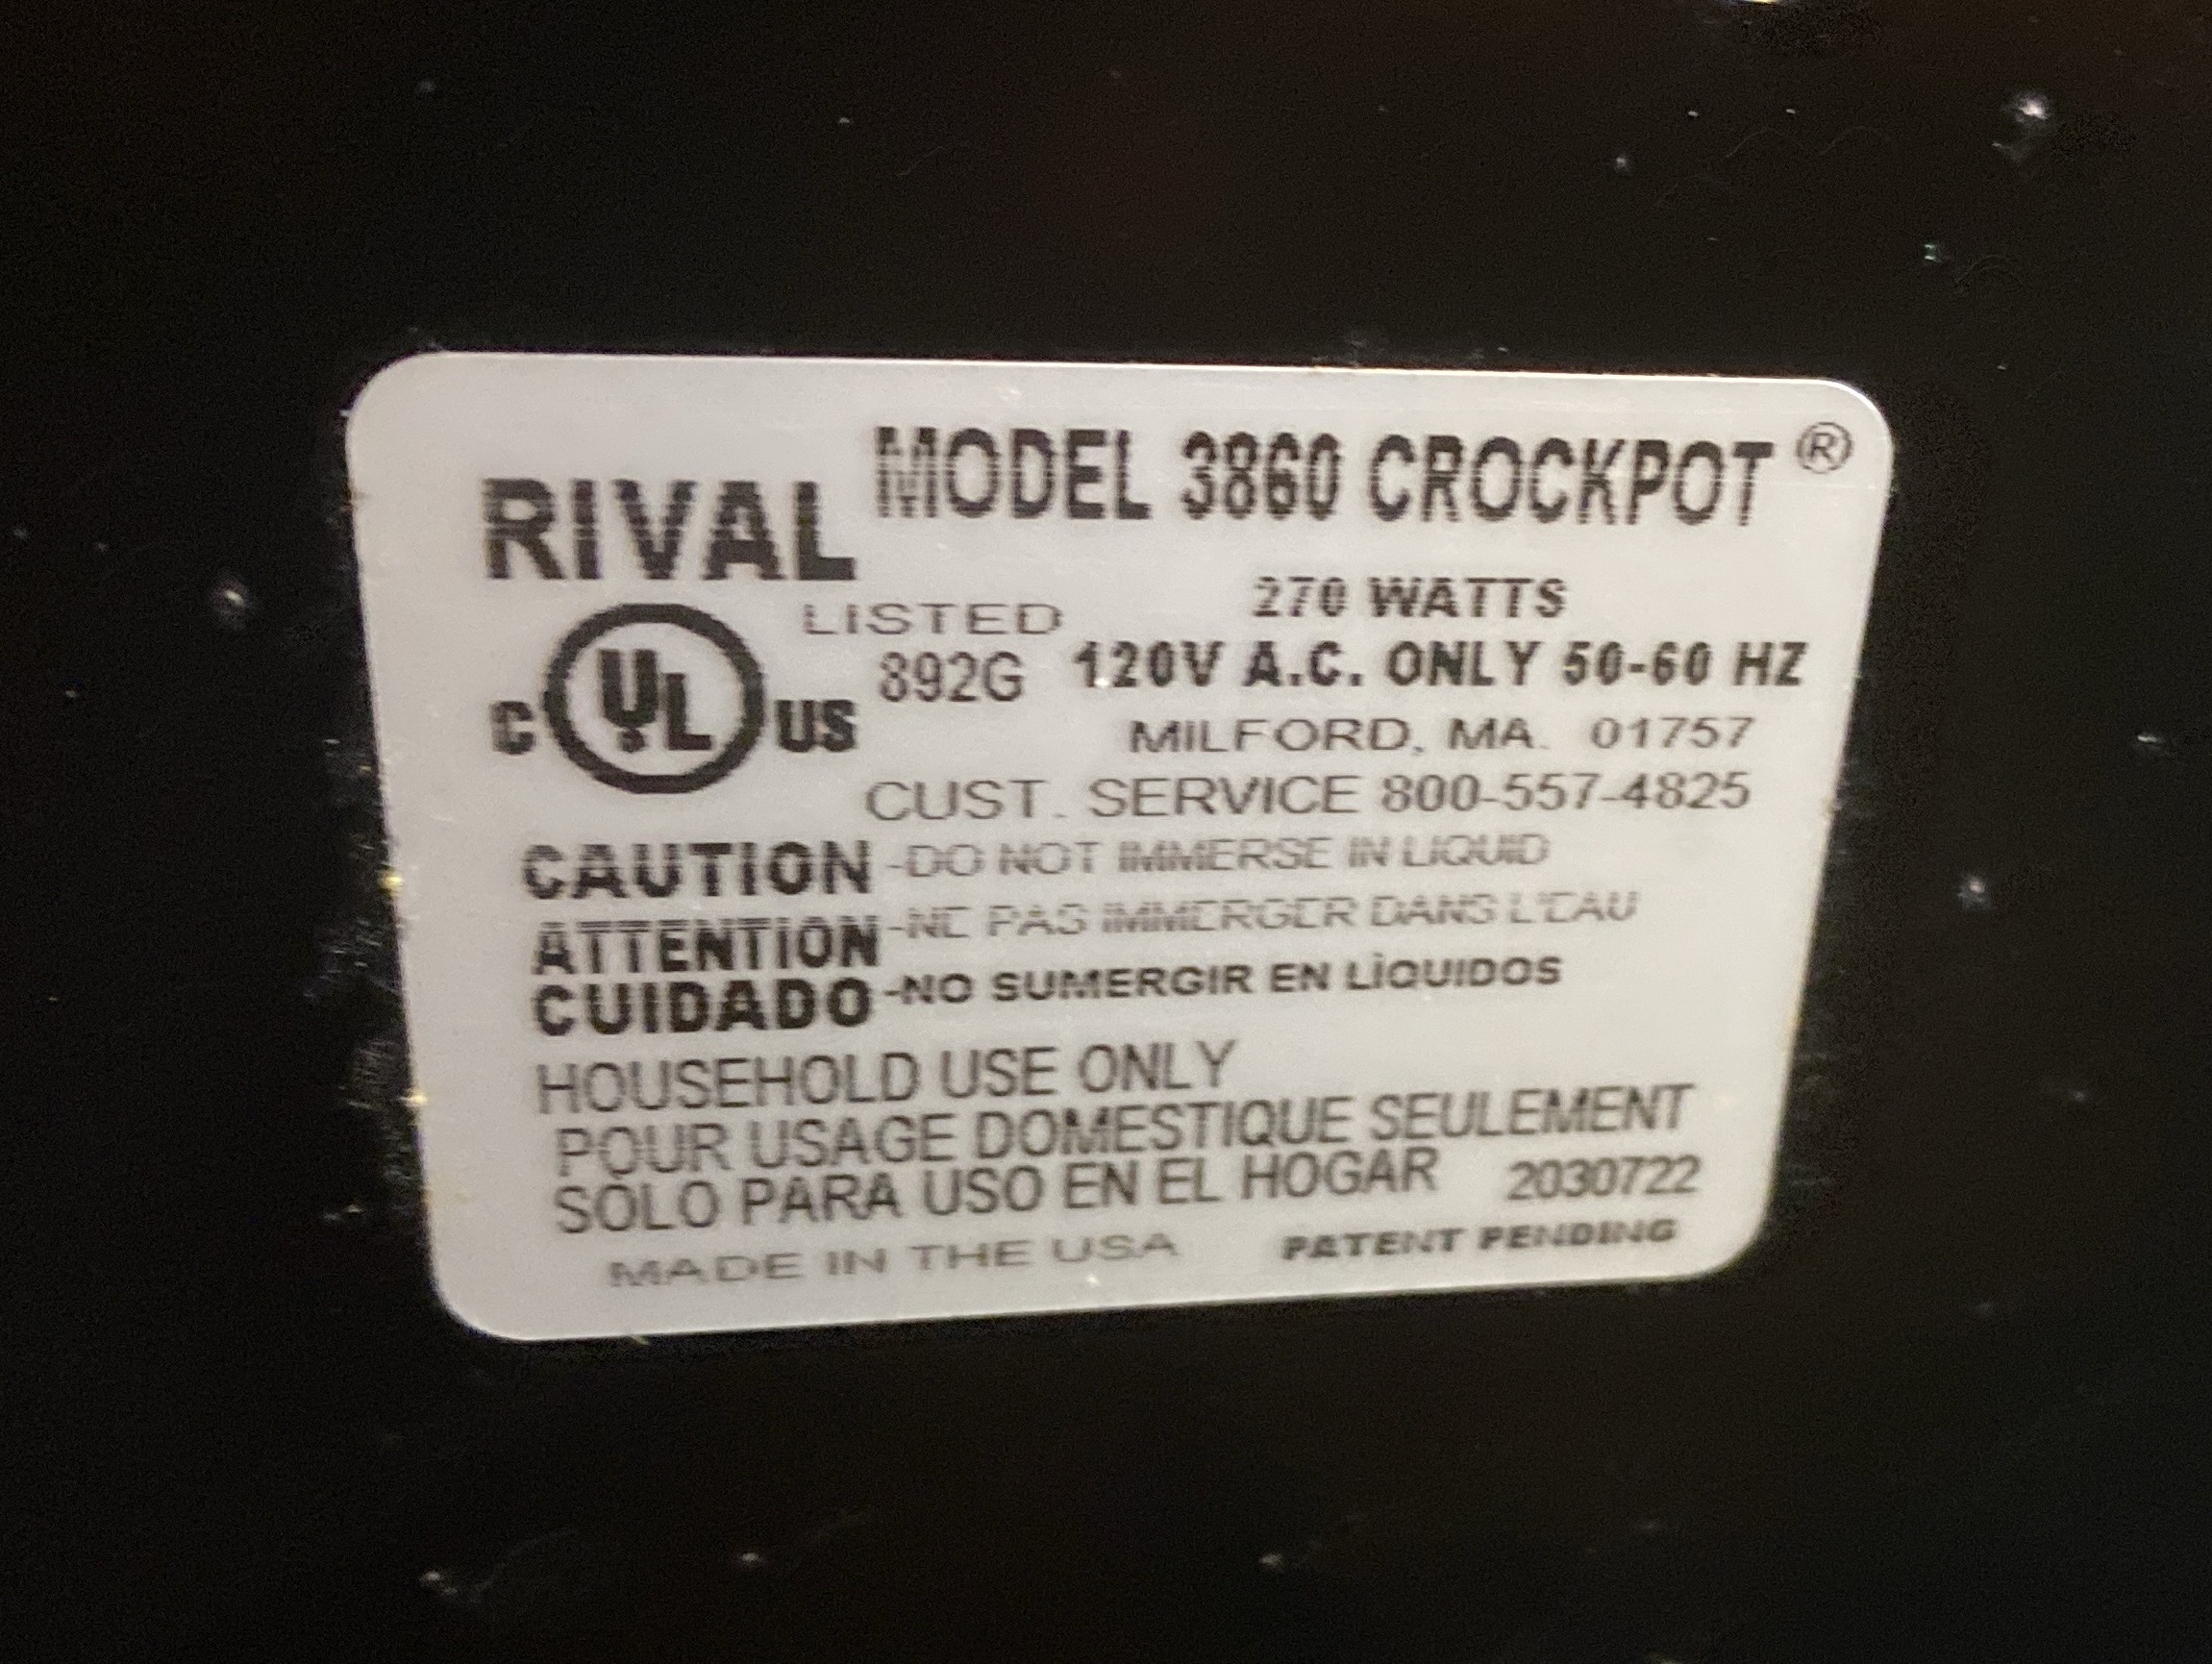 RIVAL MODEL 3860 CROCKPOT ®
LISTED 270 WATTS
C UL US 892G 120V A.C. ONLY 50-60 HZ
MILFORD, MA. 01757
CUST. SERVICE 800-557-4825
CAUTION -DO NOT IMMERSE IN LIQUID
ATTENTION -NE PAS IMMERGER DANS L'EAU
CUIDADO -NO SUMERGIR EN LÍQUIDOS
HOUSEHOLD USE ONLY
POUR USAGE DOMESTIQUE SEULEMENT
SÓLO PARA USO EN EL HOGAR 2030722
MADE IN THE USA PATENT PENDING